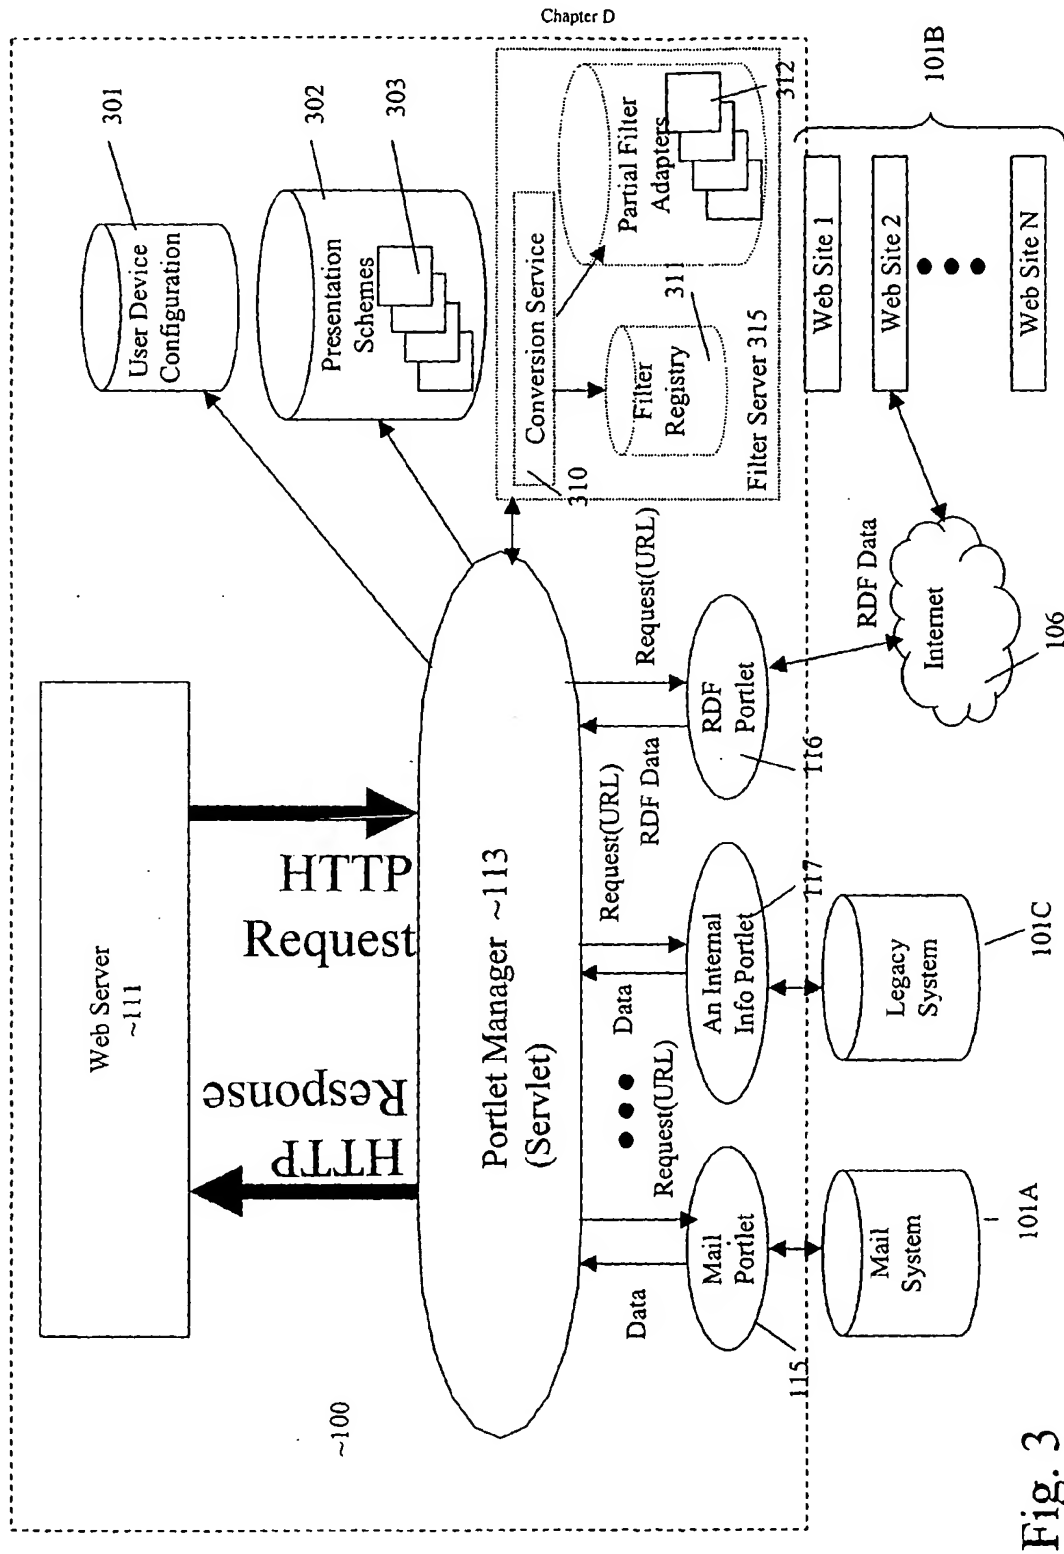 Chapter D
Web Server
~111
HTTP
Request
HTTP
Response
~100
Portlet Manager ~113
(Servlet)
User Device
Configuration
301
Presentation
Schemes
302
303
Conversion Service
310
Filter
Registry
311
Partial Filter
Adapters
312
Filter Server 315
Data
Request(URL)
Data
Request(URL)
RDF Data
Request(URL)
Mail
Portlet
115
An Internal
Info Portlet
117
RDF
Portlet
116
Mail
System
101A
Legacy
System
101C
Internet
106
RDF Data
Web Site 1
Web Site 2
Web Site N
101B
Fig. 3